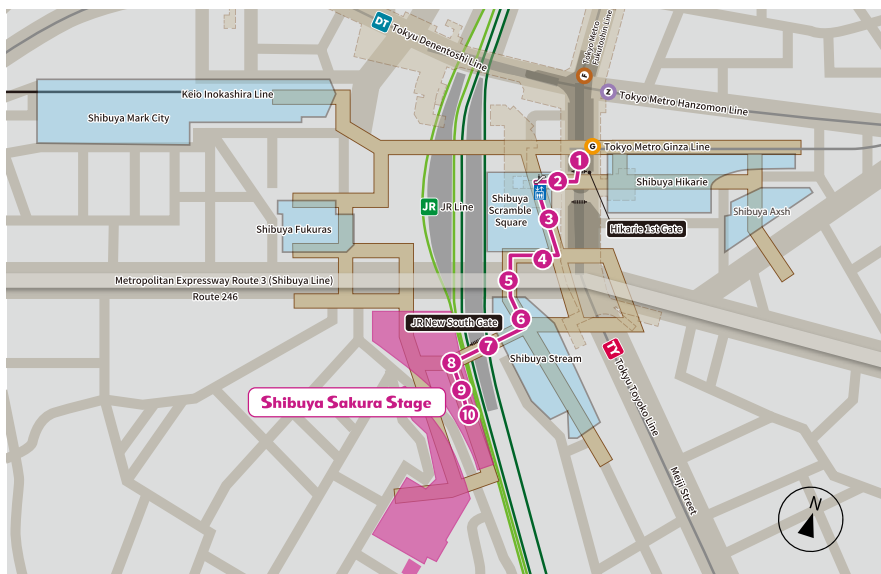 DT
Tokyu Denentoshi Line
Tokyo Metro
Fukutoshin Line
F
Z
Tokyo Metro Hanzomon Line
Keio Inokashira Line
Shibuya Mark City
G
Tokyo Metro Ginza Line
1
2
Shibuya Hikarie
JR
JR Line
Shibuya
Scramble
Square
3
Shibuya Axsh
Shibuya Fukuras
Hikarie 1st Gate
4
Metropolitan Expressway Route 3 (Shibuya Line)
5
Route 246
JR New South Gate
6
7
TY
Tokyu Toyoko Line
Shibuya Stream
8
9
Shibuya Sakura Stage
10
Meiji Street
N